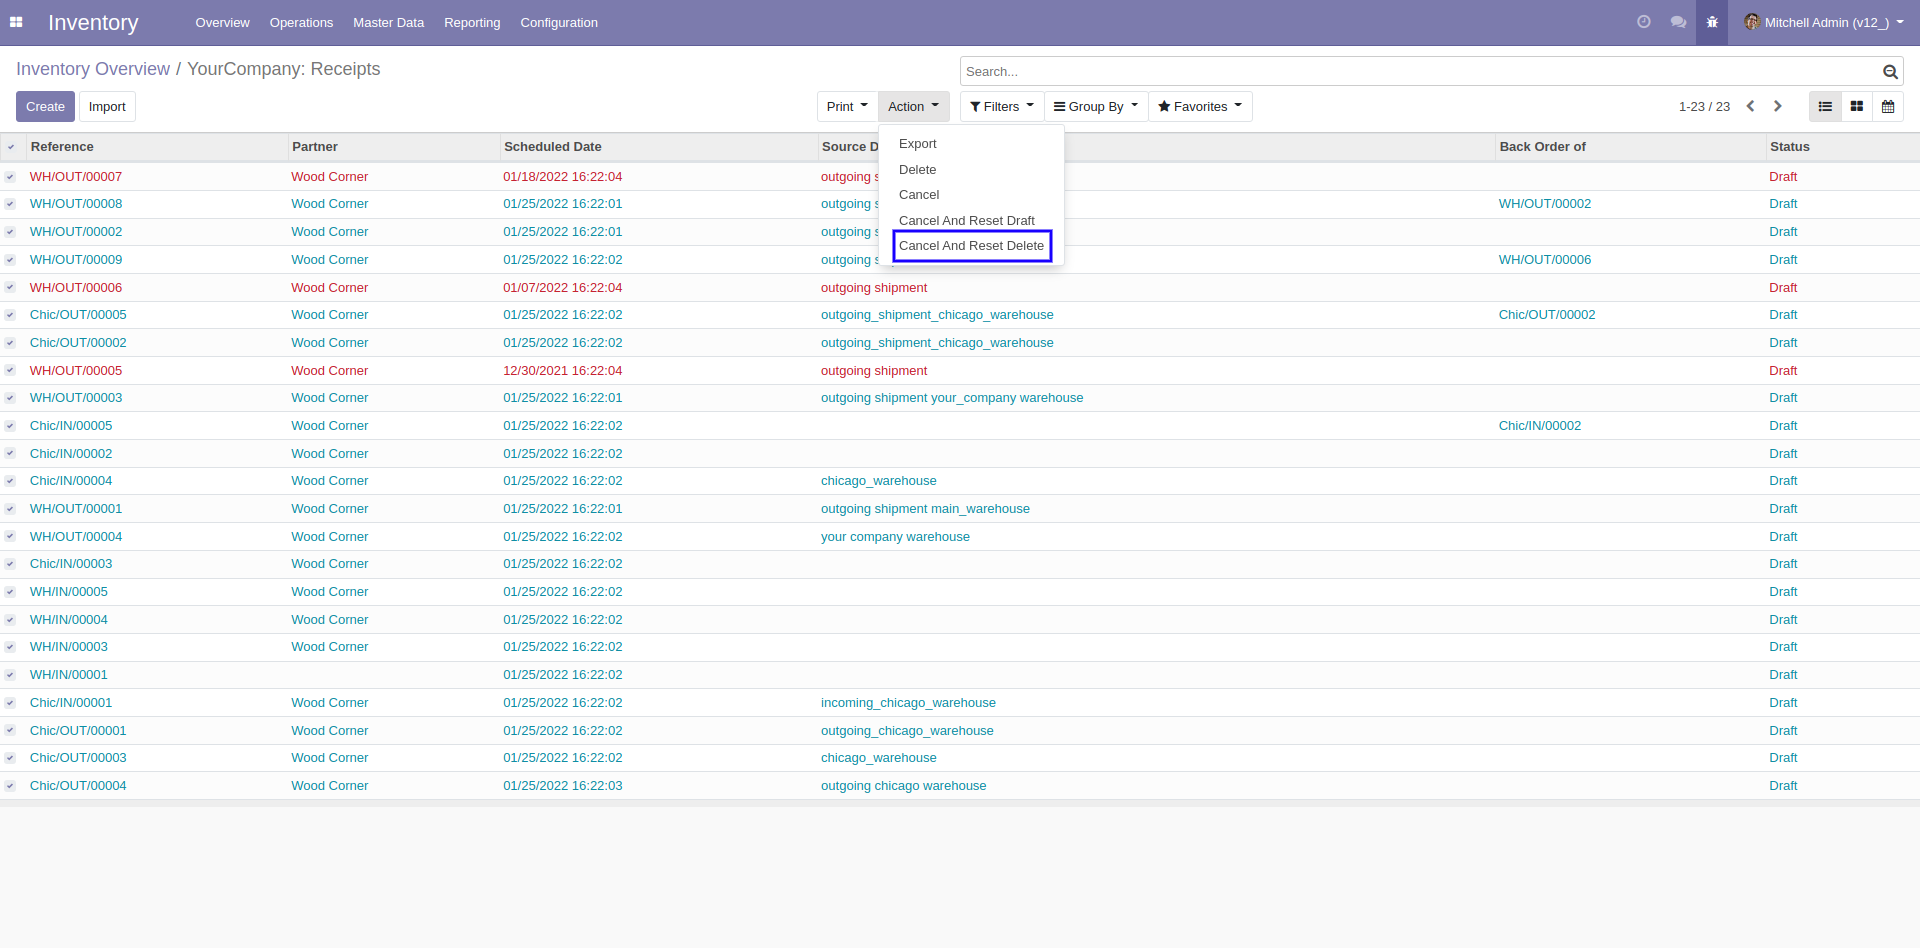 Inventory Overview Operations Master Data Reporting Configuration Mitchell Admin (v12_)
Inventory Overview / YourCompany: Receipts
Search...
Create Import Print Action Filters Group By Favorites 1-23 / 23
Export
Delete
Cancel
Cancel And Reset Draft
Cancel And Reset Delete
Reference Partner Scheduled Date Source D Back Order of Status
WH/OUT/00007 Wood Corner 01/18/2022 16:22:04 outgoing s Draft
WH/OUT/00008 Wood Corner 01/25/2022 16:22:01 outgoing s WH/OUT/00002 Draft
WH/OUT/00002 Wood Corner 01/25/2022 16:22:01 outgoing s Draft
WH/OUT/00009 Wood Corner 01/25/2022 16:22:02 outgoing s WH/OUT/00006 Draft
WH/OUT/00006 Wood Corner 01/07/2022 16:22:04 outgoing shipment Draft
Chic/OUT/00005 Wood Corner 01/25/2022 16:22:02 outgoing_shipment_chicago_warehouse Chic/OUT/00002 Draft
Chic/OUT/00002 Wood Corner 01/25/2022 16:22:02 outgoing_shipment_chicago_warehouse Draft
WH/OUT/00005 Wood Corner 12/30/2021 16:22:04 outgoing shipment Draft
WH/OUT/00003 Wood Corner 01/25/2022 16:22:01 outgoing shipment your_company warehouse Draft
Chic/IN/00005 Wood Corner 01/25/2022 16:22:02 Chic/IN/00002 Draft
Chic/IN/00002 Wood Corner 01/25/2022 16:22:02 Draft
Chic/IN/00004 Wood Corner 01/25/2022 16:22:02 chicago_warehouse Draft
WH/OUT/00001 Wood Corner 01/25/2022 16:22:01 outgoing shipment main_warehouse Draft
WH/OUT/00004 Wood Corner 01/25/2022 16:22:02 your company warehouse Draft
Chic/IN/00003 Wood Corner 01/25/2022 16:22:02 Draft
WH/IN/00005 Wood Corner 01/25/2022 16:22:02 Draft
WH/IN/00004 Wood Corner 01/25/2022 16:22:02 Draft
WH/IN/00003 Wood Corner 01/25/2022 16:22:02 Draft
WH/IN/00001 01/25/2022 16:22:02 Draft
Chic/IN/00001 Wood Corner 01/25/2022 16:22:02 incoming_chicago_warehouse Draft
Chic/OUT/00001 Wood Corner 01/25/2022 16:22:02 outgoing_chicago_warehouse Draft
Chic/OUT/00003 Wood Corner 01/25/2022 16:22:02 chicago_warehouse Draft
Chic/OUT/00004 Wood Corner 01/25/2022 16:22:03 outgoing chicago warehouse Draft